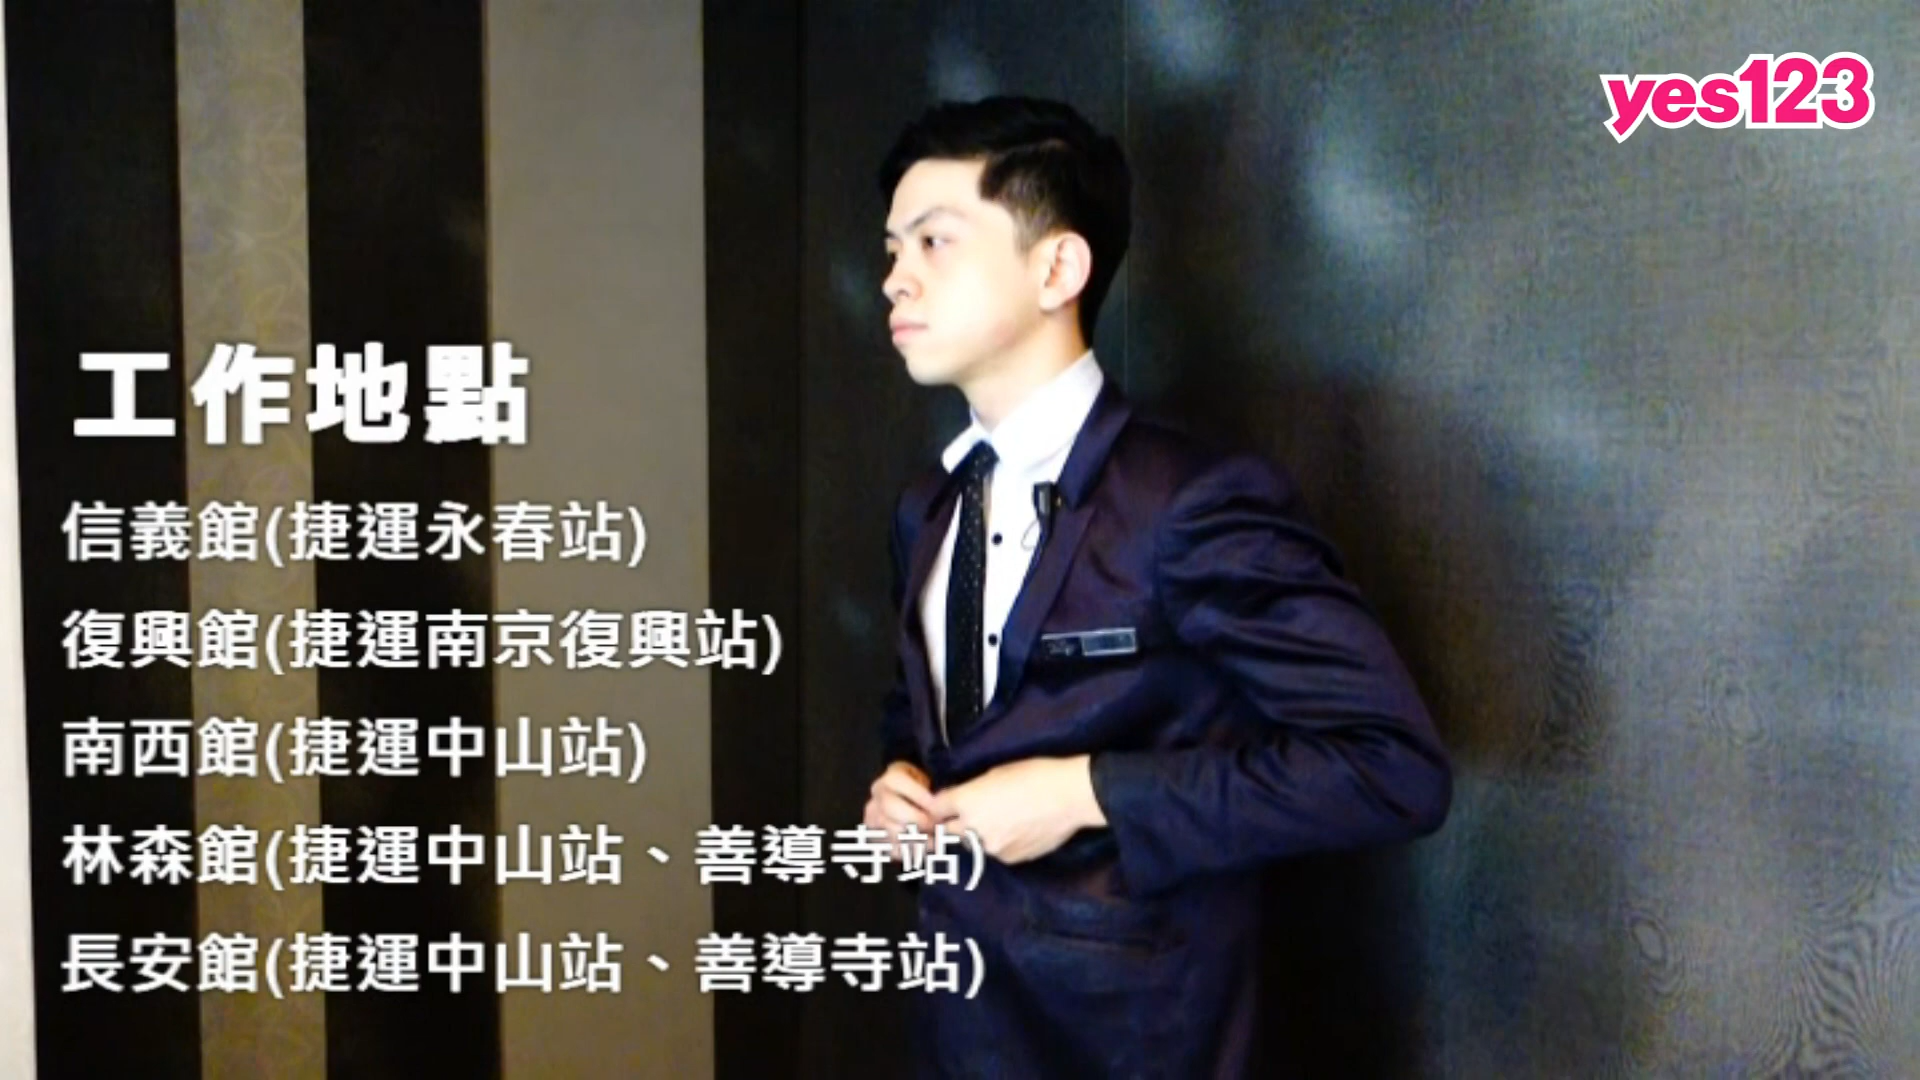 yes123
工作地點
信義館(捷運永春站)
復興館(捷運南京復興站)
南西館(捷運中山站)
林森館(捷運中山站、善導寺站)
長安館(捷運中山站、善導寺站)